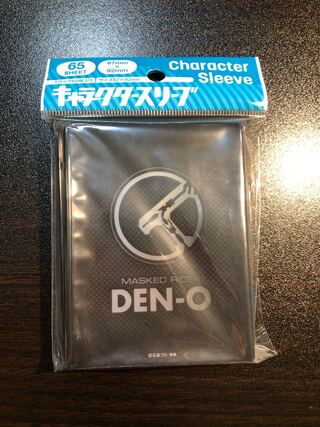 65
SHEET
67mm
×
92mm
Character
Sleeve
キャラクタースリーブ
MASKED RIDER
DEN-O